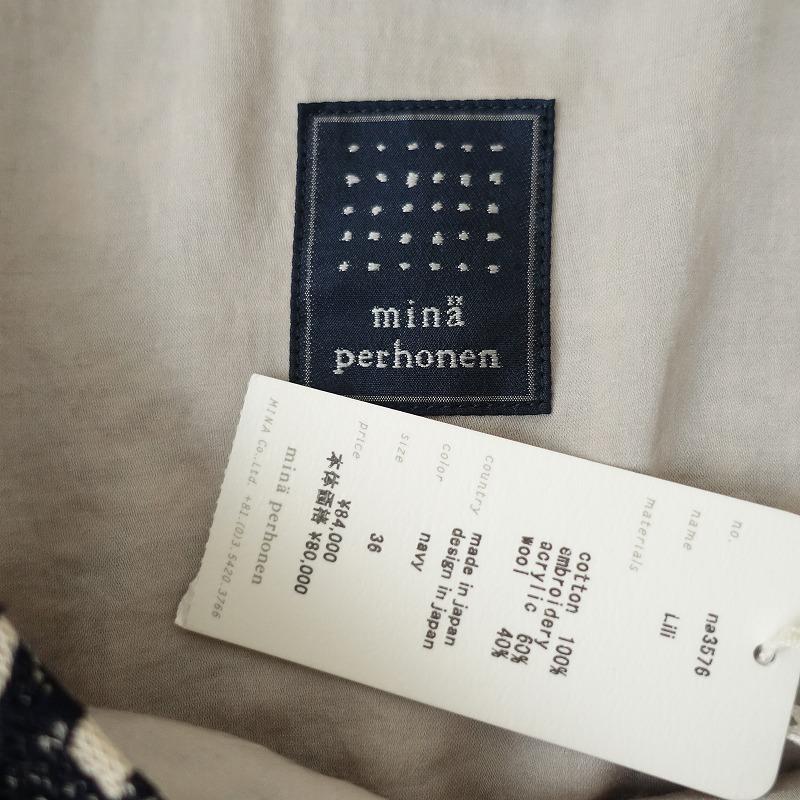 minä
perhonen
no. na3576
name Lili
materials cotton 100%
embroidery
acrylic 60%
wool 40%
country made in japan
design in japan
color navy
size 36
price ¥84,000
本体価格 ¥80,000
minä perhonen
MINA Co.,Ltd. +81.(0)3.5420.3766